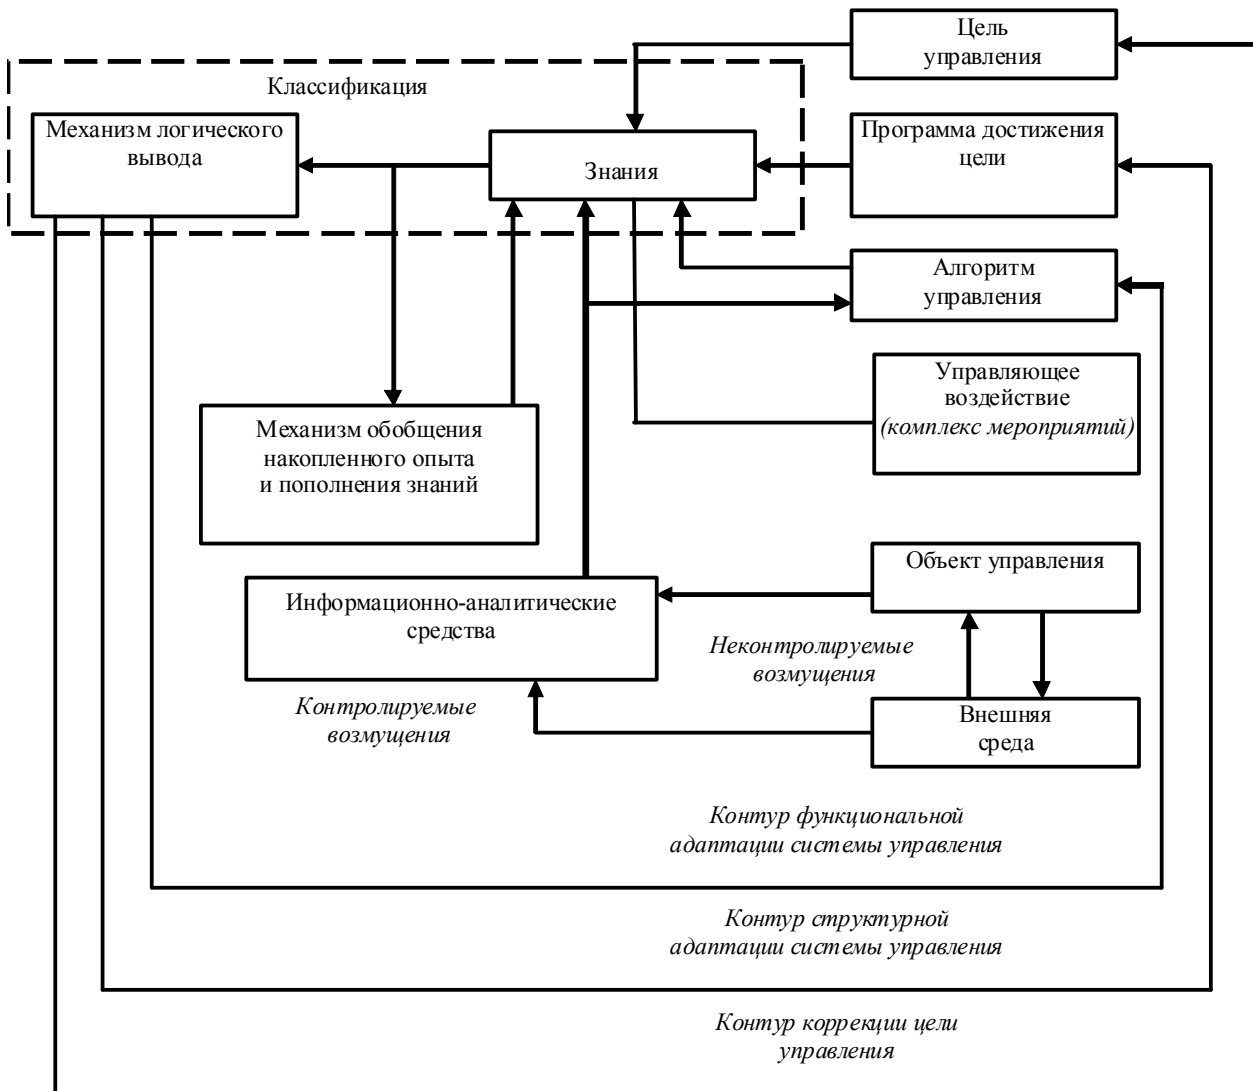 Цель
управления
Классификация
Механизм логического
вывода
Знания
Программа достижения
цели
Алгоритм
управления
Управляющее
воздействие
(комплекс мероприятий)
Механизм обобщения
накопленного опыта
и пополнения знаний
Объект управления
Информационно-аналитические
средства
Неконтролируемые
возмущения
Контролируемые
возмущения
Внешняя
среда
Контур функциональной
адаптации системы управления
Контур структурной
адаптации системы управления
Контур коррекции цели
управления